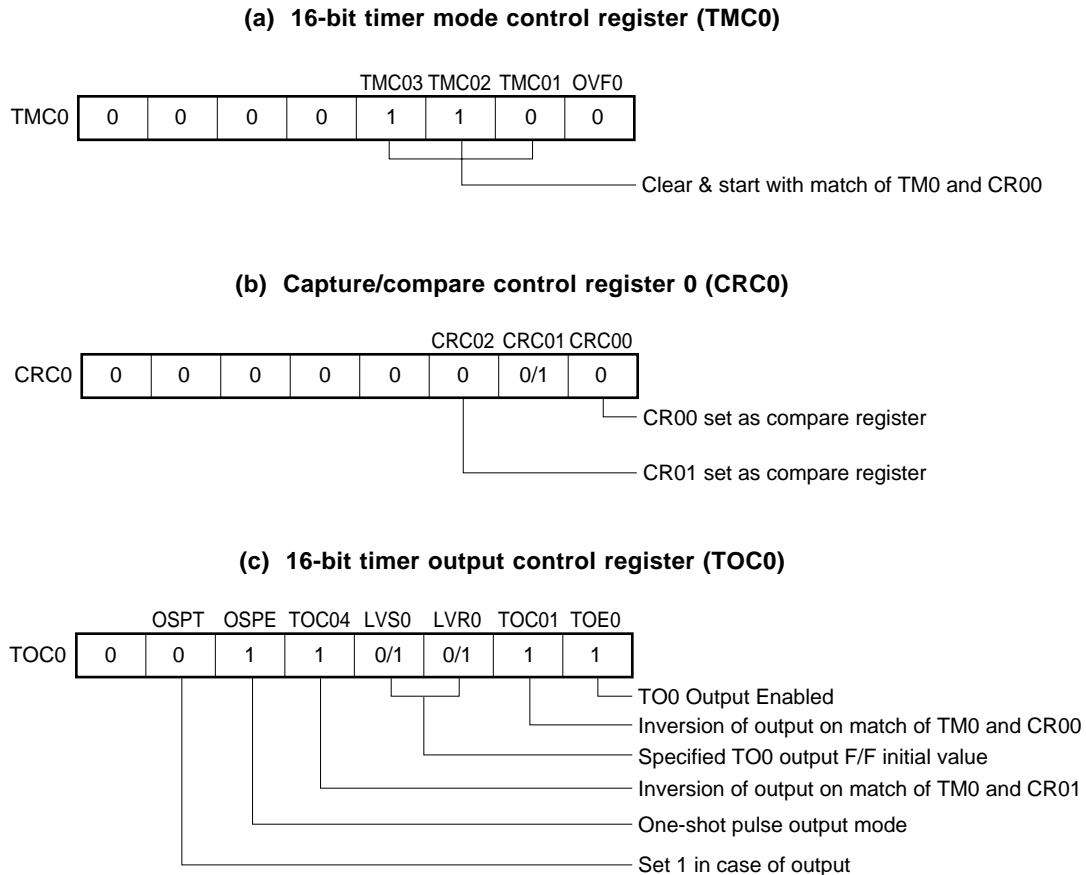 (a) 16-bit timer mode control register (TMC0)
TMC03 TMC02 TMC01 OVF0
TMC0 0 0 0 0 1 1 0 0
Clear & start with match of TM0 and CR00
(b) Capture/compare control register 0 (CRC0)
CRC02 CRC01 CRC00
CRC0 0 0 0 0 0 0 0/1 0
CR00 set as compare register
CR01 set as compare register
(c) 16-bit timer output control register (TOC0)
OSPT OSPE TOC04 LVS0 LVR0 TOC01 TOE0
TOC0 0 0 1 1 0/1 0/1 1 1
TO0 Output Enabled
Inversion of output on match of TM0 and CR00
Specified TO0 output F/F initial value
Inversion of output on match of TM0 and CR01
One-shot pulse output mode
Set 1 in case of output